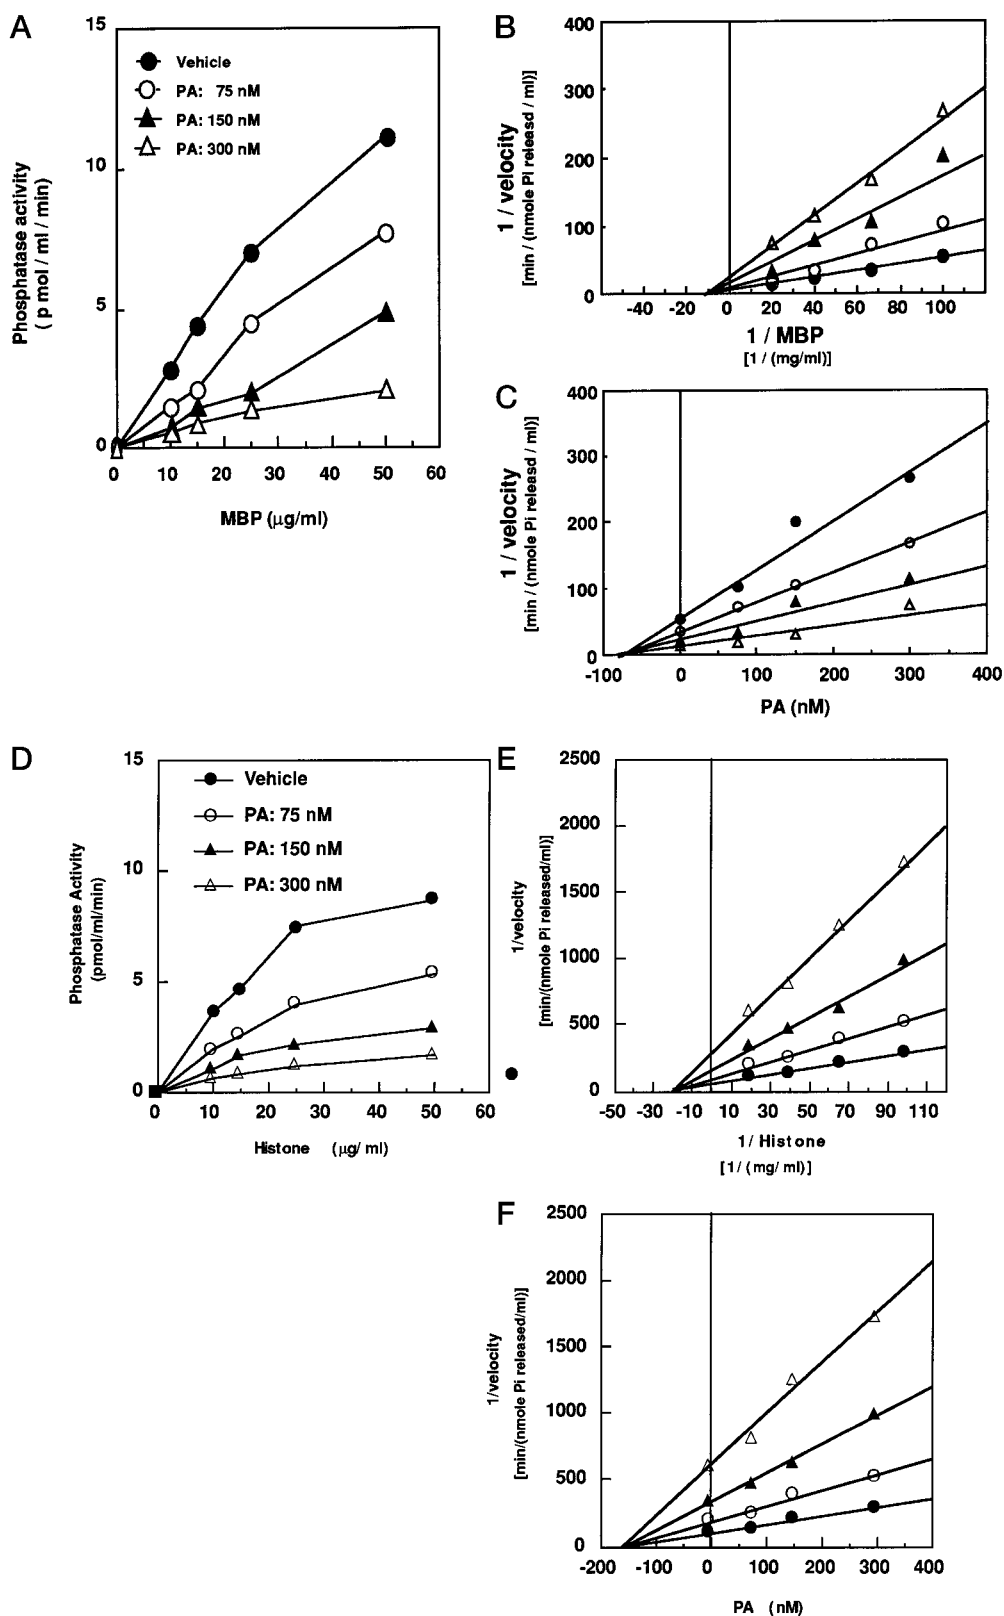 A
15
Vehicle
PA: 75 nM
PA: 150 nM
PA: 300 nM
10
5
0
0 10 20 30 40 50 60
Phosphatase activity
( p mol / ml / min)
MBP (µg/ml)
B
400
300
200
100
0
-40 -20 0 20 40 60 80 100
1 / velocity
[min / (nmole Pi releasd / ml)]
1 / MBP
[1 / (mg/ml)]
C
400
300
200
100
0
-100 0 100 200 300 400
1 / velocity
[min / (nmole Pi releasd / ml)]
PA (nM)
D
15
Vehicle
PA: 75 nM
PA: 150 nM
PA: 300 nM
10
5
0
0 10 20 30 40 50 60
Phosphatase Activity
(pmol/ml/min)
Histone (µg/ ml)
E
2500
2000
1500
1000
500
0
-50 -30 -10 10 30 50 70 90 110
1/velocity
[min/(nmole Pi released/ml)]
1/ Histone
[1/ ( mg/ ml)]
F
2500
2000
1500
1000
500
0
-200 -100 0 100 200 300 400
1/velocity
[min/(nmole Pi released/ml)]
PA (nM)